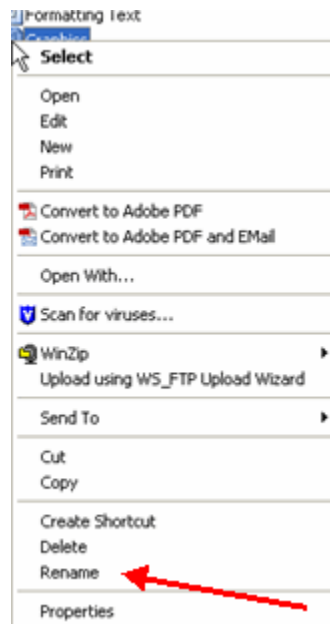 Formatting Text
Graphics
Select
Open
Edit
New
Print
Convert to Adobe PDF
Convert to Adobe PDF and EMail
Open With...
Scan for viruses...
WinZip
Upload using WS_FTP Upload Wizard
Send To
Cut
Copy
Create Shortcut
Delete
Rename
Properties